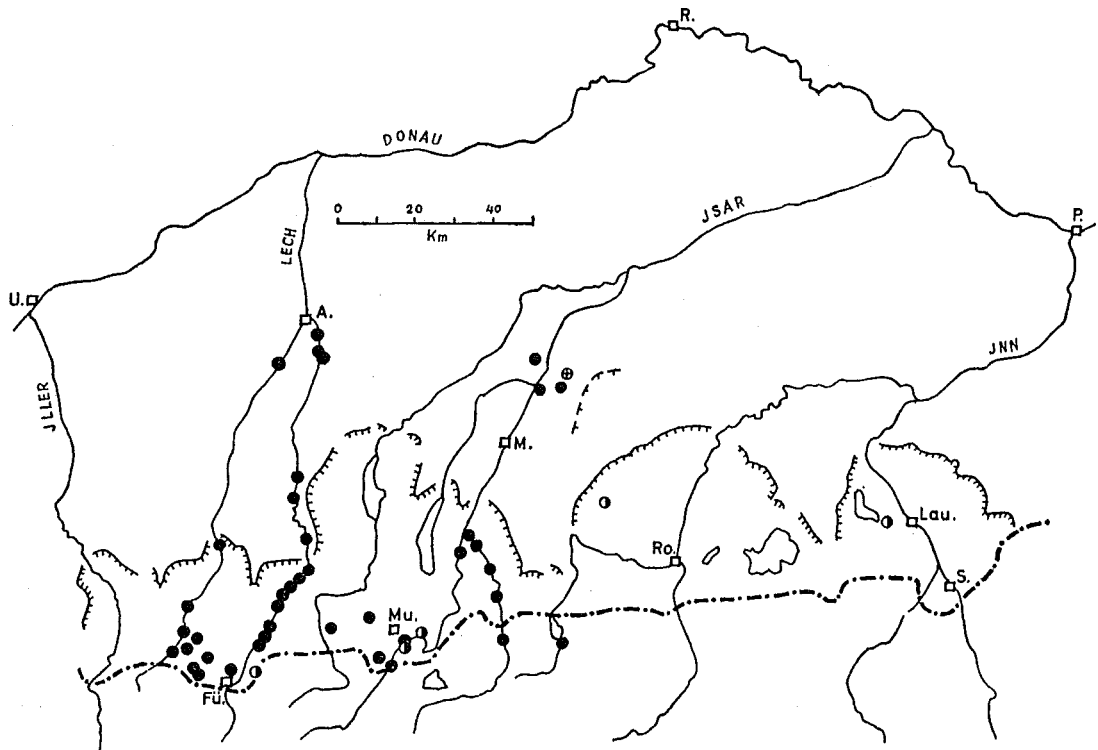 R.
DONAU
0 20 40
Km
JSAR
P.
LECH
U.
A.
JNN
JLLER
M.
Lau.
Ro.
S.
Mu.
Fü.